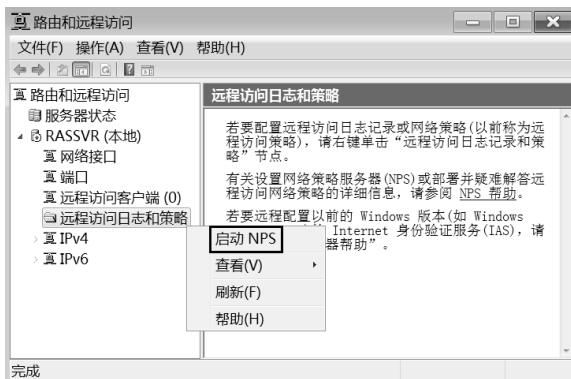 路由和远程访问
文件(F) 操作(A) 查看(V) 帮助(H)
路由和远程访问
服务器状态
RASSVR (本地)
网络接口
端口
远程访问客户端 (0)
远程访问日志和策略
IPv4
IPv6
远程访问日志和策略
若要配置远程访问日志记录或网络策略(以前称为远
程访问策略)，请右键单击“远程访问日志记录和策
略”节点。
有关设置网络策略服务器(NPS)或部署并疑难解答远
程访问网络策略的详细信息，请参阅 NPS 帮助。
若要远程配置以前的 Windows 版本(如 Windows
Internet 身份验证服务(IAS)，请
器帮助”。
启动 NPS
查看(V)
刷新(F)
帮助(H)
完成